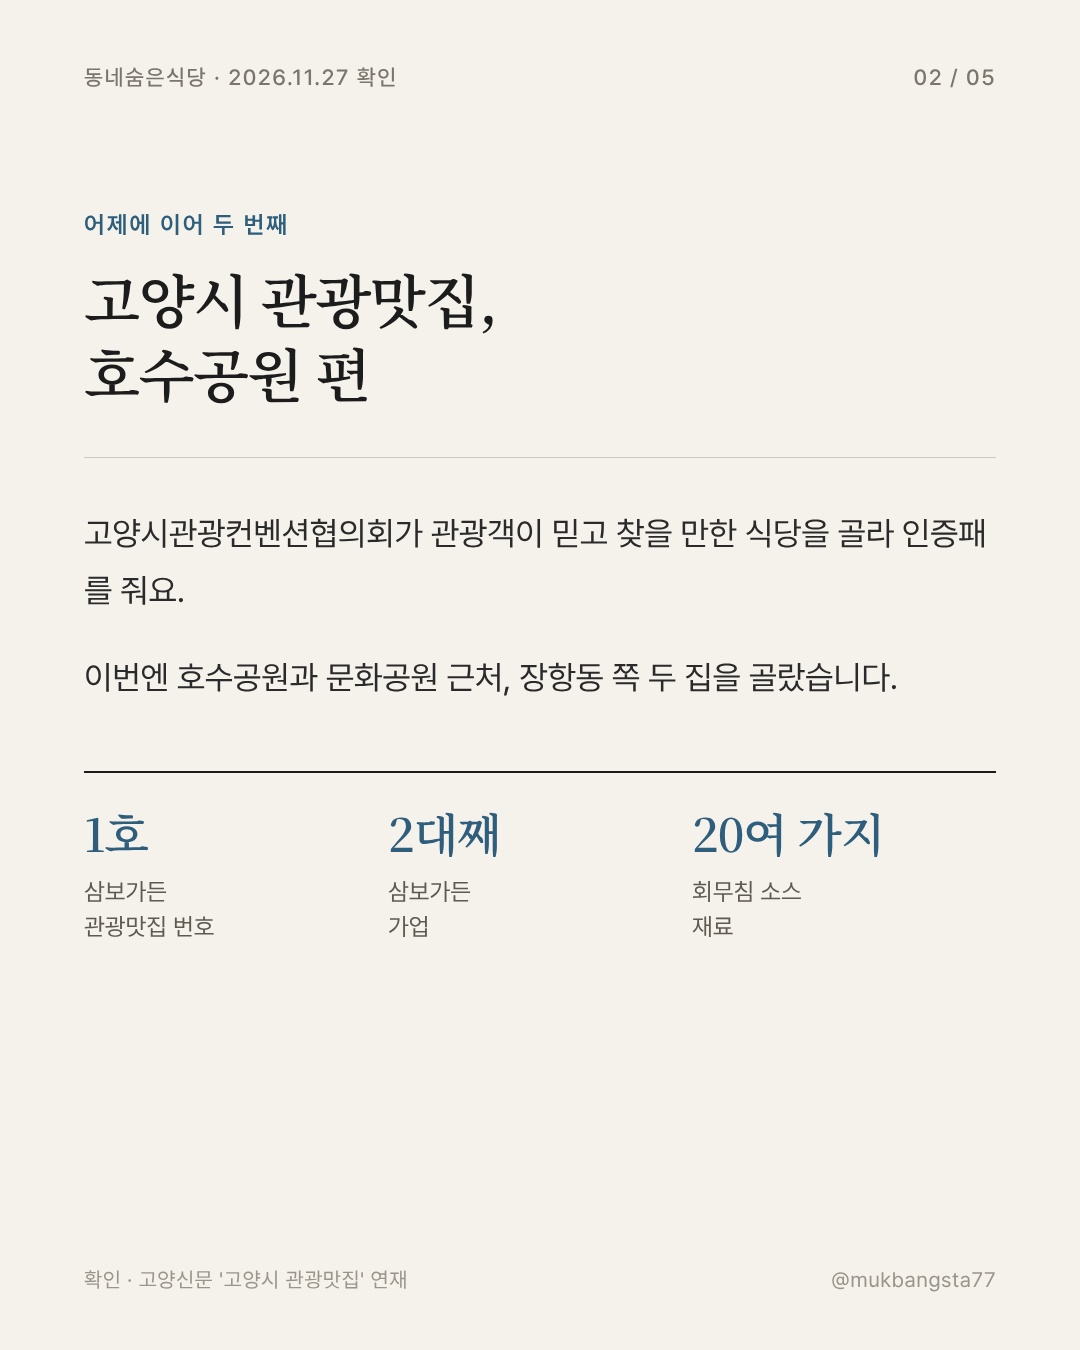 동네숨은식당 · 2026.11.27 확인
02 / 05
어제에 이어 두 번째
고양시 관광맛집,
호수공원 편
고양시관광컨벤션협의회가 관광객이 믿고 찾을 만한 식당을 골라 인증패
를 줘요.
이번엔 호수공원과 문화공원 근처, 장항동 쪽 두 집을 골랐습니다.
1호
삼보가든
관광맛집 번호
2대째
삼보가든
가업
20여 가지
회무침 소스
재료
확인 · 고양신문 '고양시 관광맛집' 연재
@mukbangsta77